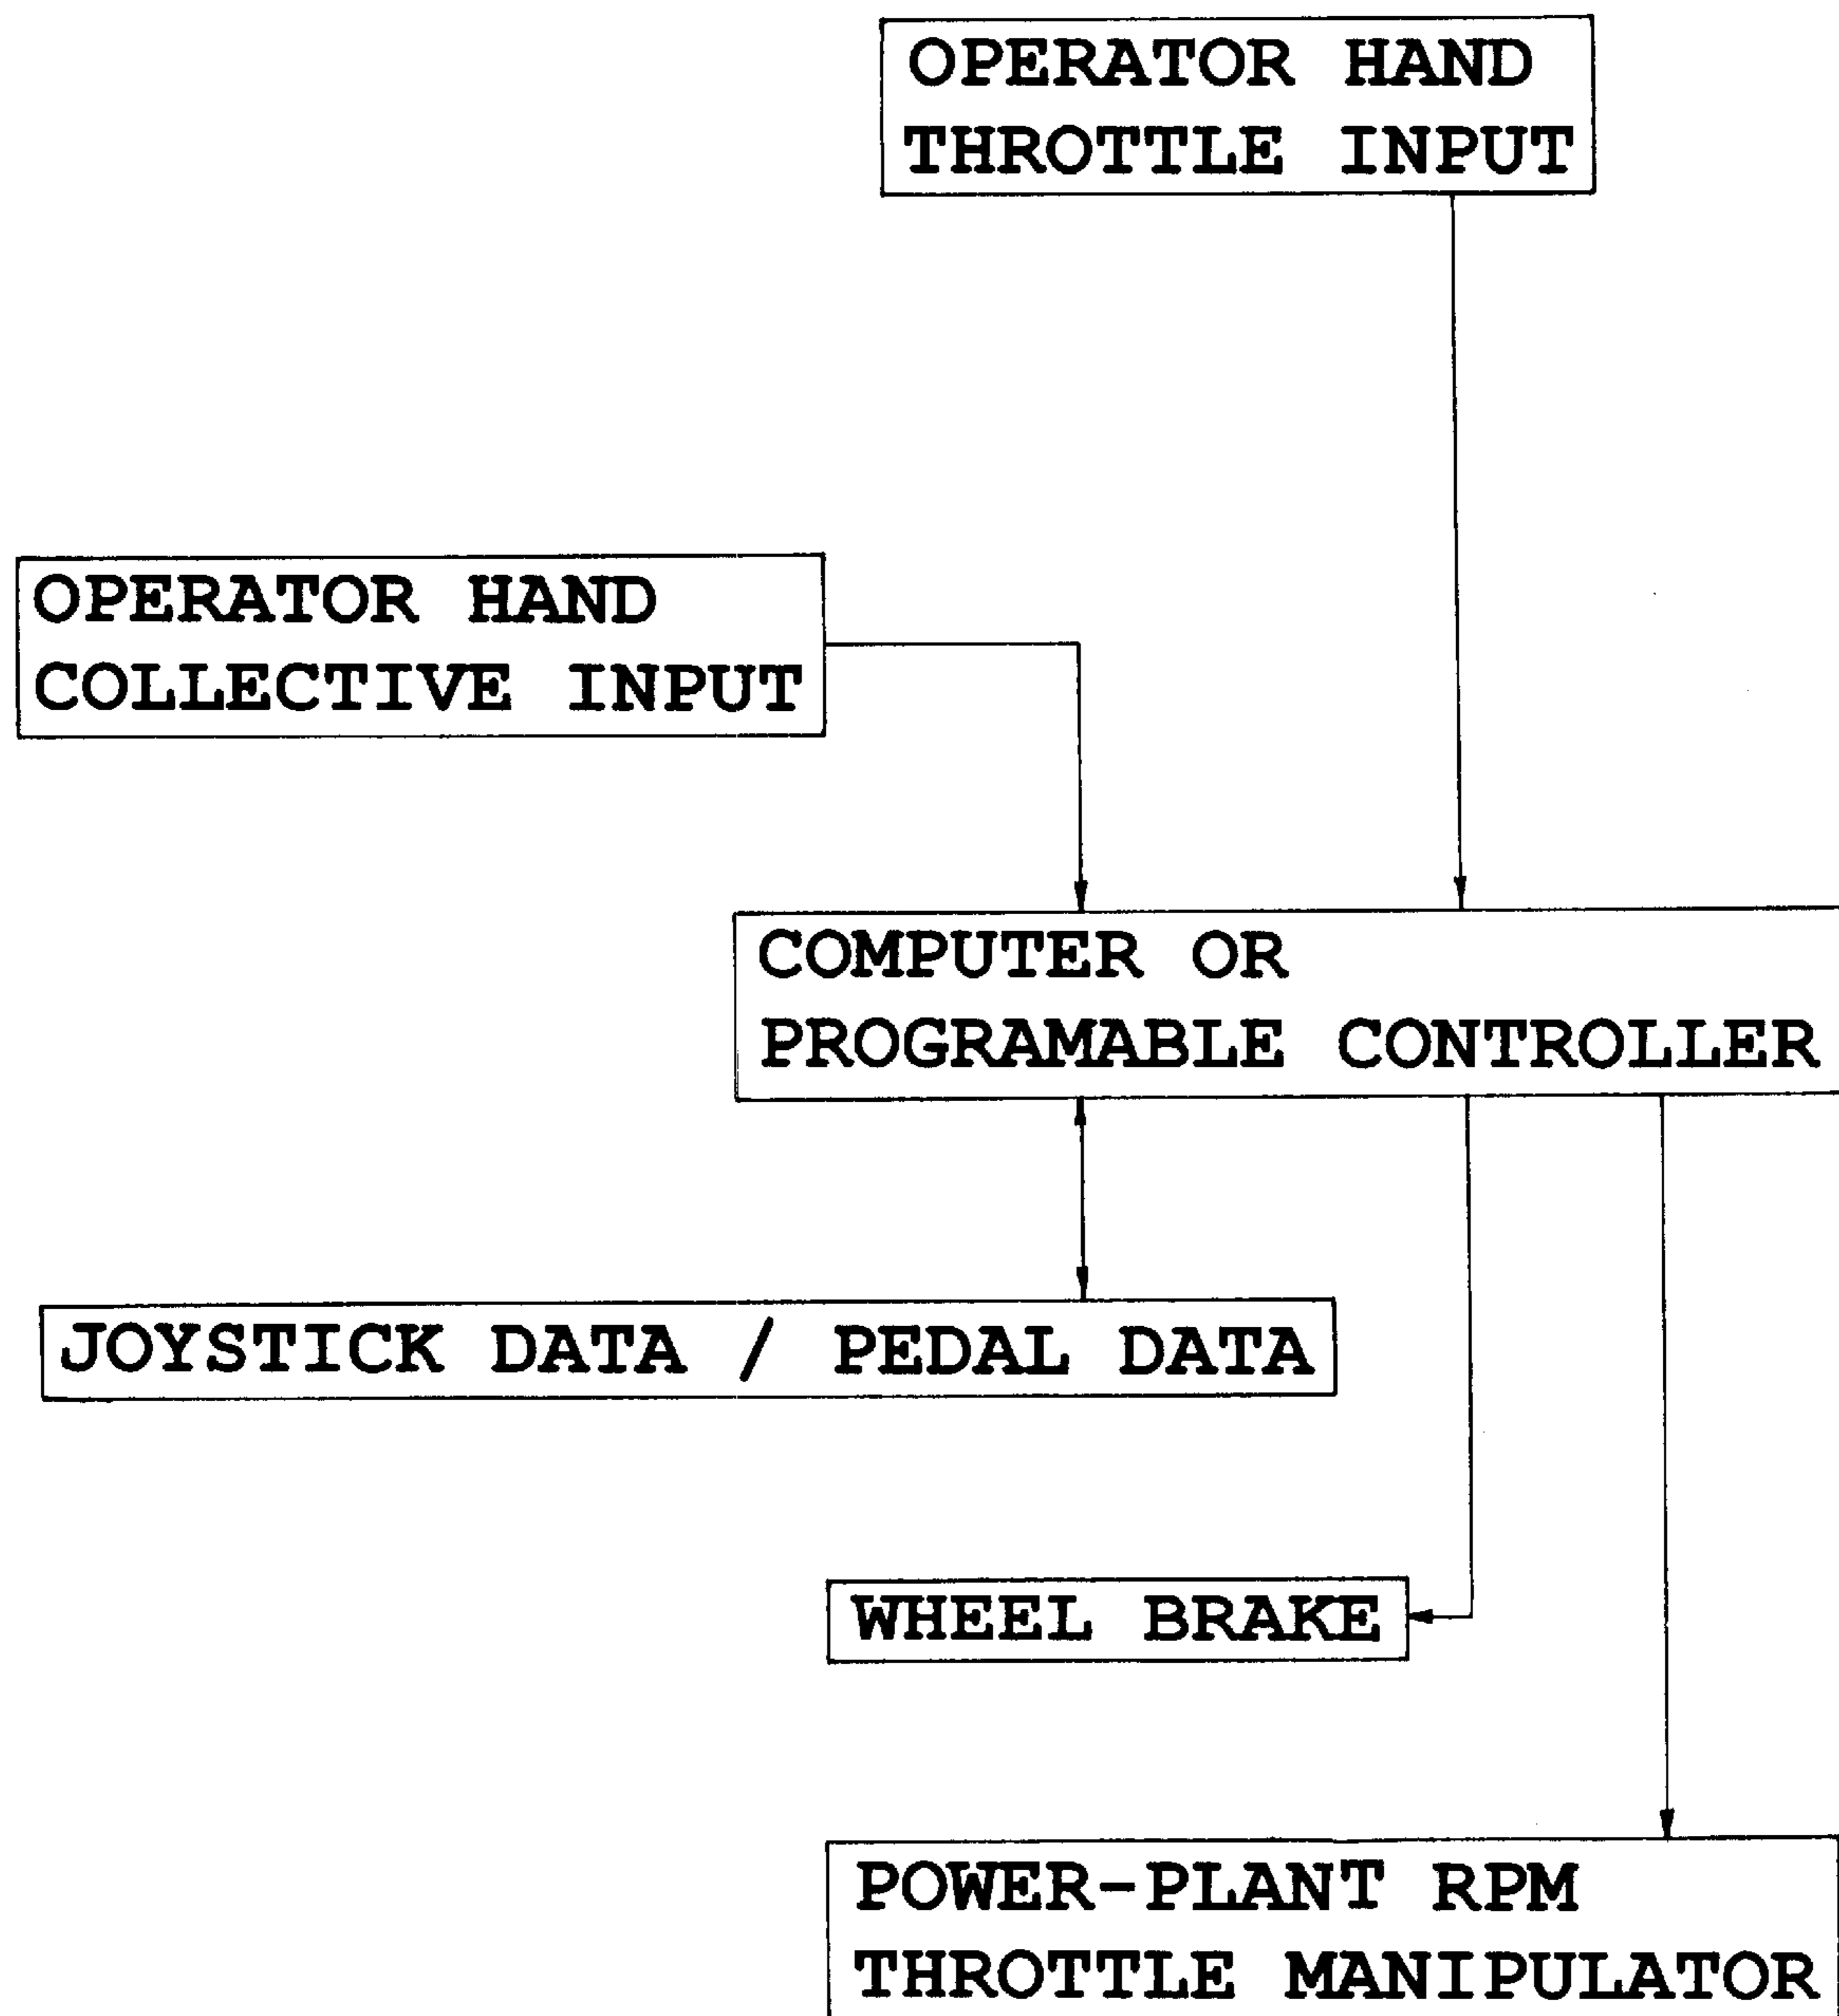 OPERATOR HAND
THROTTLE INPUT
OPERATOR HAND
COLLECTIVE INPUT
COMPUTER OR
PROGRAMABLE CONTROLLER
JOYSTICK DATA / PEDAL DATA
WHEEL BRAKE
POWER-PLANT RPM
THROTTLE MANIPULATOR